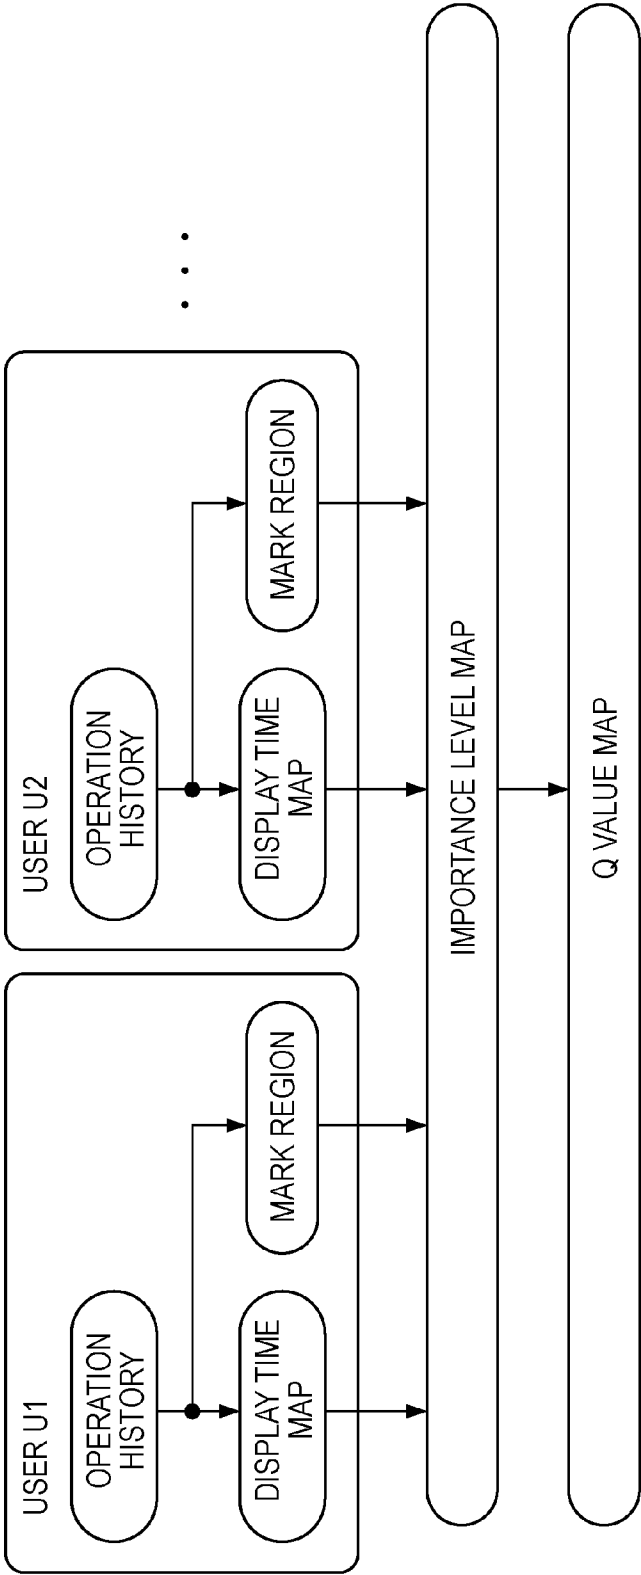 USER U1
OPERATION
HISTORY
DISPLAY TIME
MAP
MARK REGION
USER U2
OPERATION
HISTORY
DISPLAY TIME
MAP
MARK REGION
. . .
IMPORTANCE LEVEL MAP
Q VALUE MAP